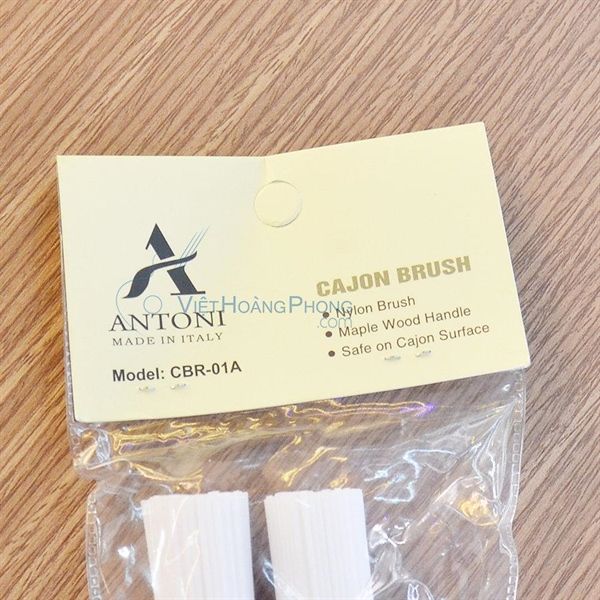 ANTONI
MADE IN ITALY
Model: CBR-01A
CAJON BRUSH
• Nylon Brush
• Maple Wood Handle
• Safe on Cajon Surface
VIỆTHOÀNGPHONG
.com